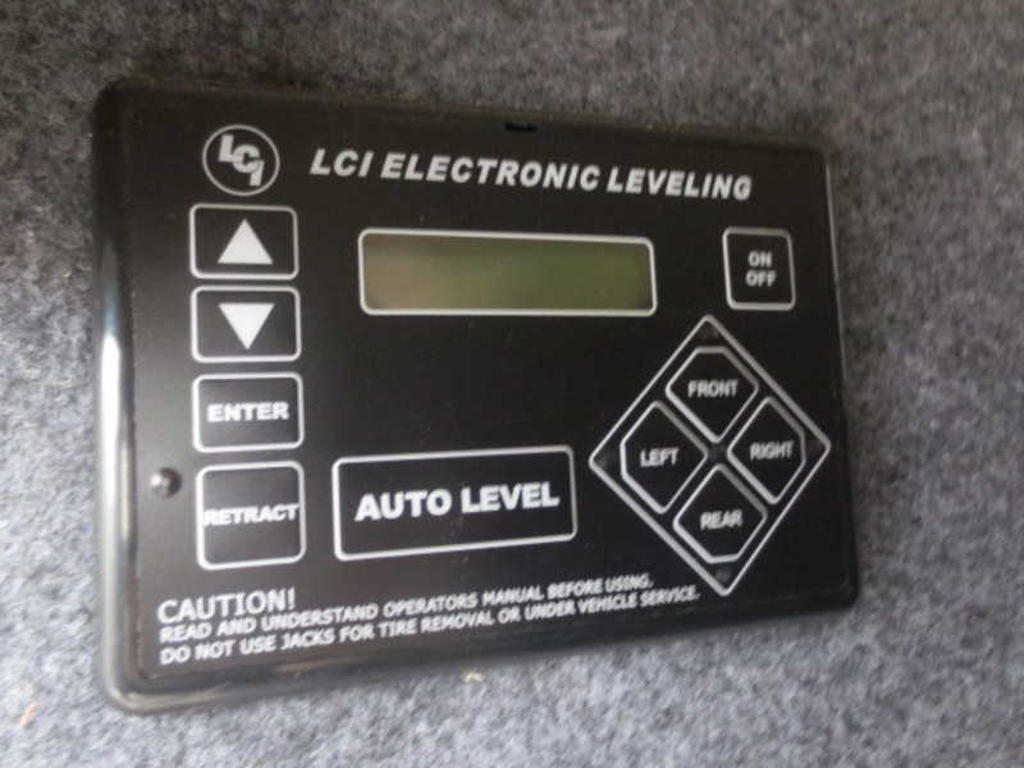 LCI
LCI ELECTRONIC LEVELING
ON
OFF
ENTER
RETRACT
AUTO LEVEL
FRONT
LEFT
RIGHT
REAR
CAUTION!
READ AND UNDERSTAND OPERATORS MANUAL BEFORE USING.
DO NOT USE JACKS FOR TIRE REMOVAL OR UNDER VEHICLE SERVICE.